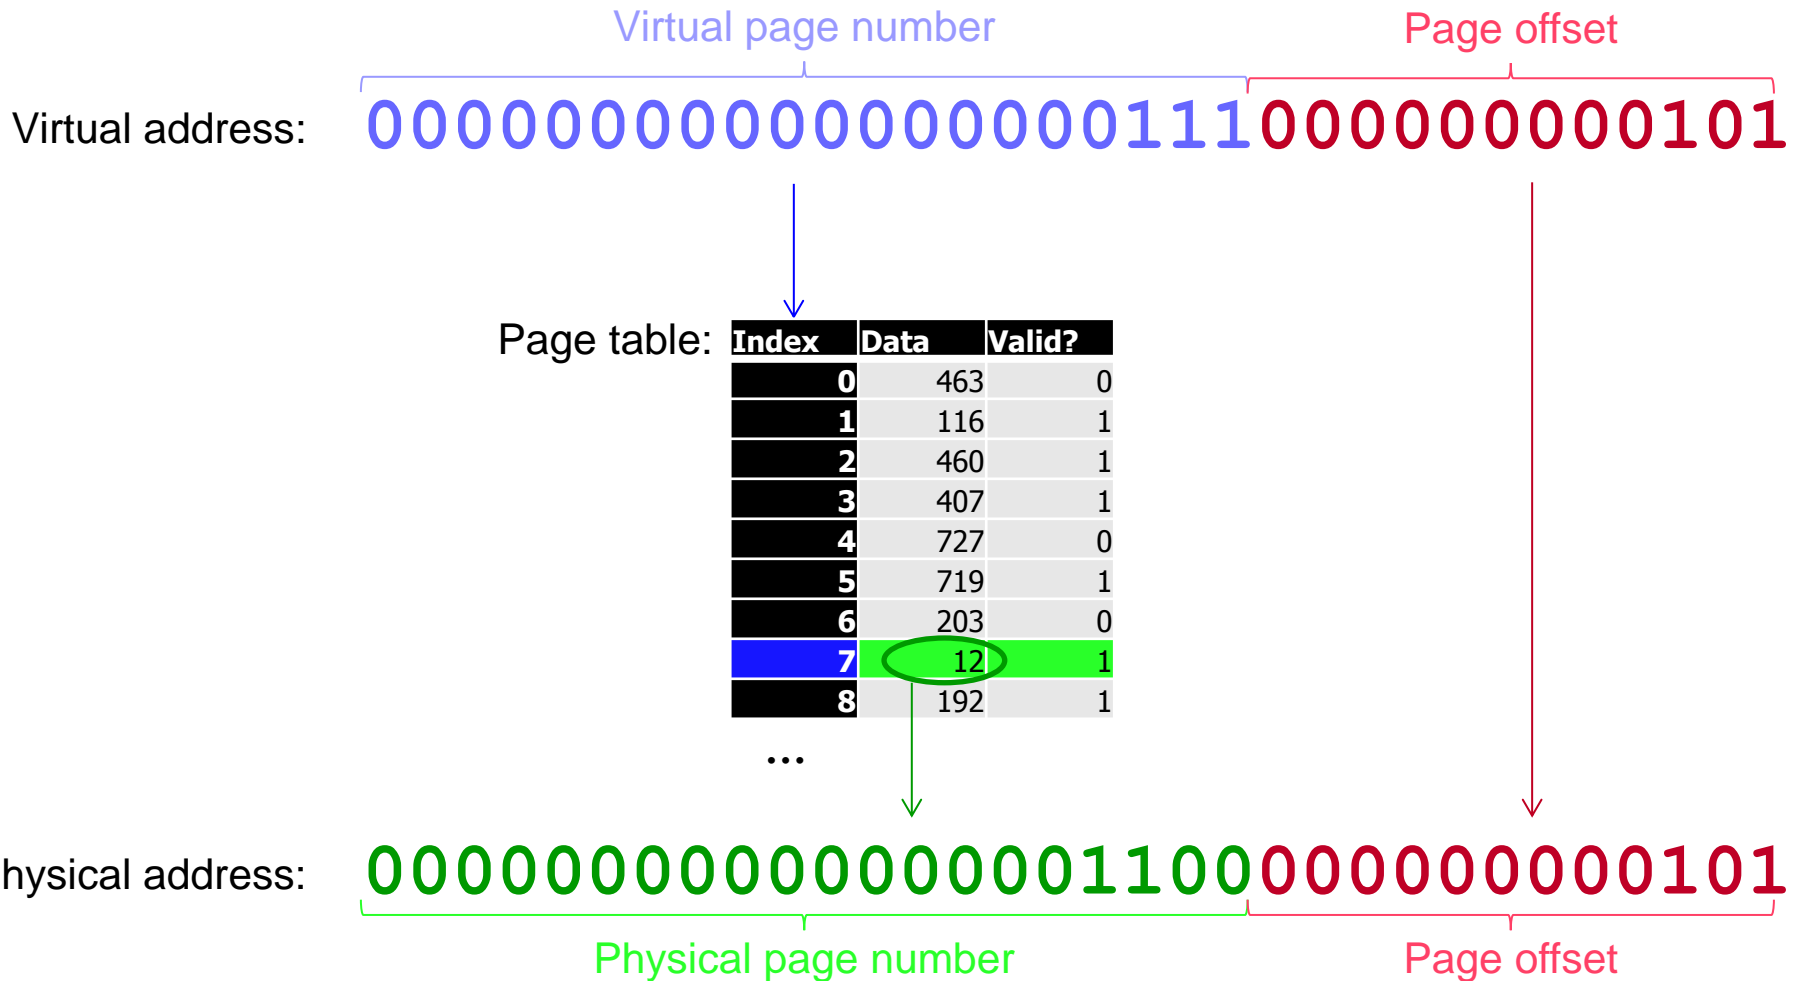 Virtual page number Page offset
Virtual address: 00000000000000000111000000000101
Page table:
Index Data Valid?
0 463 0
1 116 1
2 460 1
3 407 1
4 727 0
5 719 1
6 203 0
7 12 1
8 192 1
...
hysical address: 00000000000000001100000000000101
Physical page number Page offset